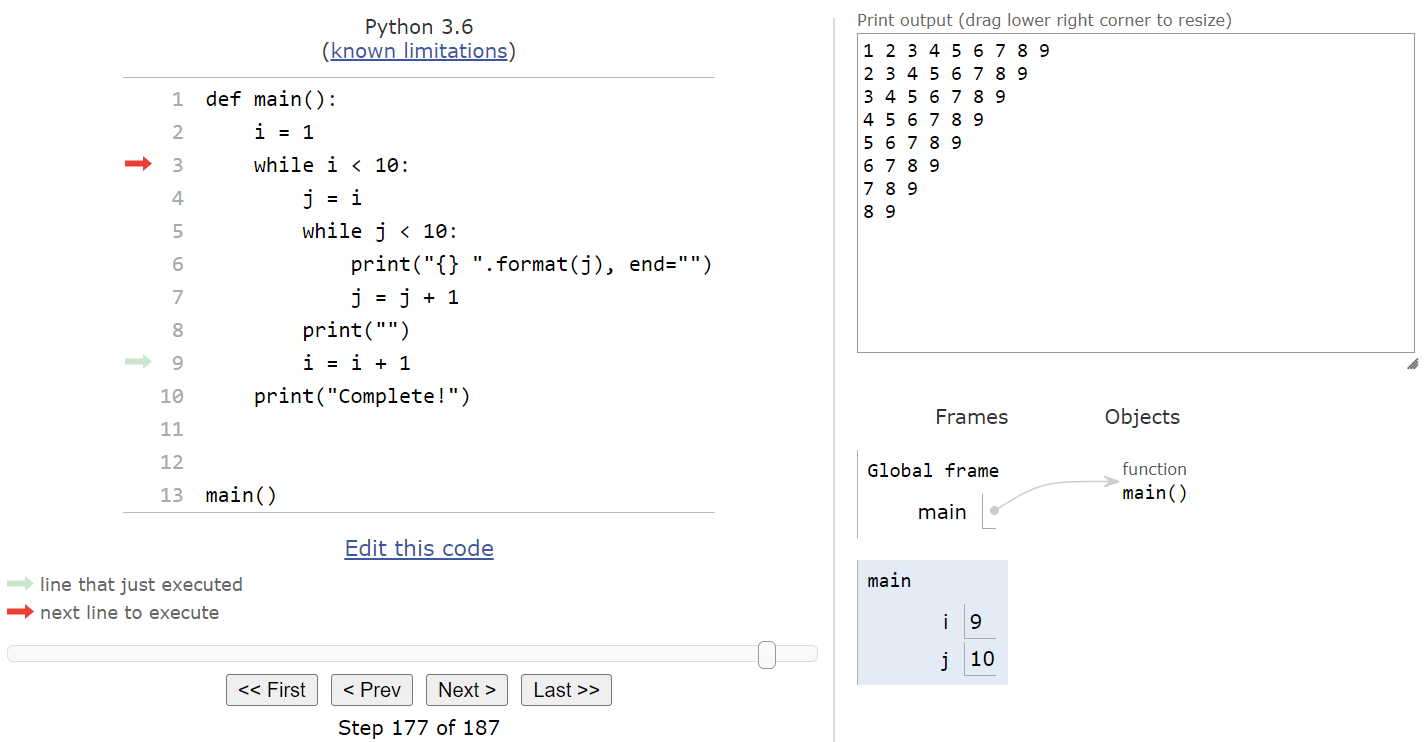 Python 3.6
(known limitations)
1 def main():
2     i = 1
3     while i < 10:
4         j = i
5         while j < 10:
6             print("{} ".format(j), end="")
7             j = j + 1
8         print("")
9         i = i + 1
10     print("Complete!")
11
12
13 main()
Edit this code
line that just executed
next line to execute
<< First < Prev Next > Last >>
Step 177 of 187
Print output (drag lower right corner to resize)
1 2 3 4 5 6 7 8 9
2 3 4 5 6 7 8 9
3 4 5 6 7 8 9
4 5 6 7 8 9
5 6 7 8 9
6 7 8 9
7 8 9
8 9
Frames Objects
Global frame
main
function
main()
main
i 9
j 10